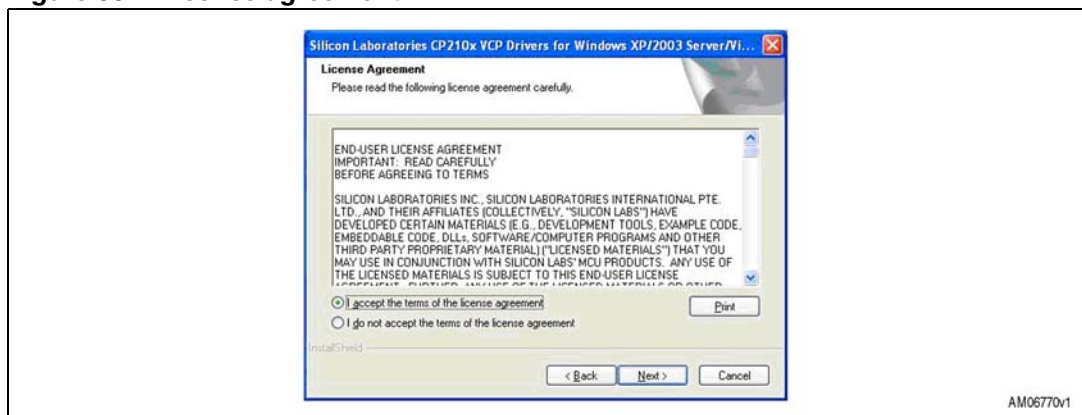 Silicon Laboratories CP210x VCP Drivers for Windows XP/2003 Server/Vi...
License Agreement
Please read the following license agreement carefully.
END-USER LICENSE AGREEMENT
IMPORTANT: READ CAREFULLY
BEFORE AGREEING TO TERMS
SILICON LABORATORIES INC., SILICON LABORATORIES INTERNATIONAL PTE.
LTD., AND THEIR AFFILIATES (COLLECTIVELY, "SILICON LABS") HAVE
DEVELOPED CERTAIN MATERIALS (E.G., DEVELOPMENT TOOLS, EXAMPLE CODE,
EMBEDDABLE CODE, DLLs, SOFTWARE/COMPUTER PROGRAMS AND OTHER
THIRD PARTY PROPRIETARY MATERIAL) ("LICENSED MATERIALS") THAT YOU
MAY USE IN CONJUNCTION WITH SILICON LABS' MCU PRODUCTS. ANY USE OF
THE LICENSED MATERIALS IS SUBJECT TO THIS END-USER LICENSE
I accept the terms of the license agreement
Print
I do not accept the terms of the license agreement
InstallShield
< Back
Next >
Cancel
AM06770v1